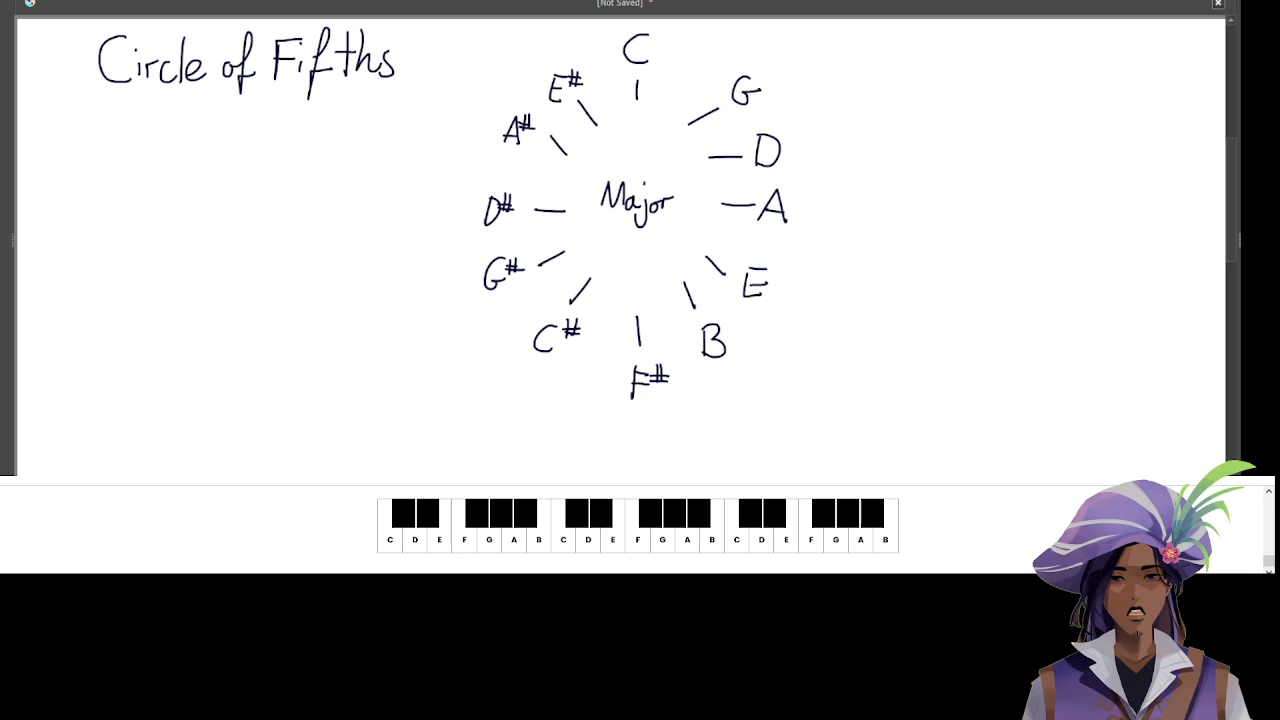 [Not Saved] *
Circle of Fifths
C
E# G
A# D
Major
D# A
G# E
C# B
F#
C D E F G A B C D E F G A B C D E F G A B